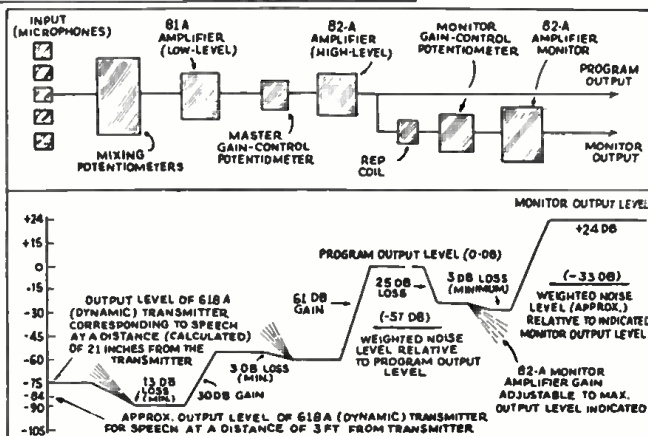 INPUT
(MICROPHONES)
81A
AMPLIFIER
(LOW-LEVEL)
82-A
AMPLIFIER
(HIGH-LEVEL)
MONITOR
GAIN-CONTROL
POTENTIOMETER
82-A
AMPLIFIER
MONITOR
PROGRAM
OUTPUT
MONITOR
OUTPUT
MIXING
POTENTIOMETERS
MASTER
GAIN-CONTROL
POTENTIDMETER
REP
COIL
MONITOR OUTPUT LEVEL
+24
+15
0
-15
-30
-45
-60
-75
-84
-90
-105
+24 DB
PROGRAM OUTPUT LEVEL (0-DB)
OUTPUT LEVEL OF 618A
(DYNAMIC) TRANSMITTER
CORRESPONDING TO SPEECH
AT A DISTANCE (CALCULATED)
OF 21 INCHES FROM THE
TRANSMITTER
13 DB
LOSS (MIN.)
30 DB GAIN
3 DB LOSS
(MIN.)
61 DB
GAIN
25 DB
LOSS
3 DB LOSS
(MINIMUM)
(-57 DB)
WEIGHTED NOISE
LEVEL RELATIVE
TO PROGRAM OUTPUT
LEVEL
(-33 DB)
WEIGHTED NOISE
LEVEL (APPROX.)
RELATIVE TO INDICATED
MONITOR OUTPUT LEVEL
82-A MONITOR
AMPLIFIER GAIN
ADJUSTABLE TO MAX.
OUTPUT LEVEL INDICATED
APPROX. OUTPUT LEVEL OF 618A (DYNAMIC) TRANSMITTER
FOR SPEECH AT A DISTANCE OF 3 FT FROM TRANSMITTER